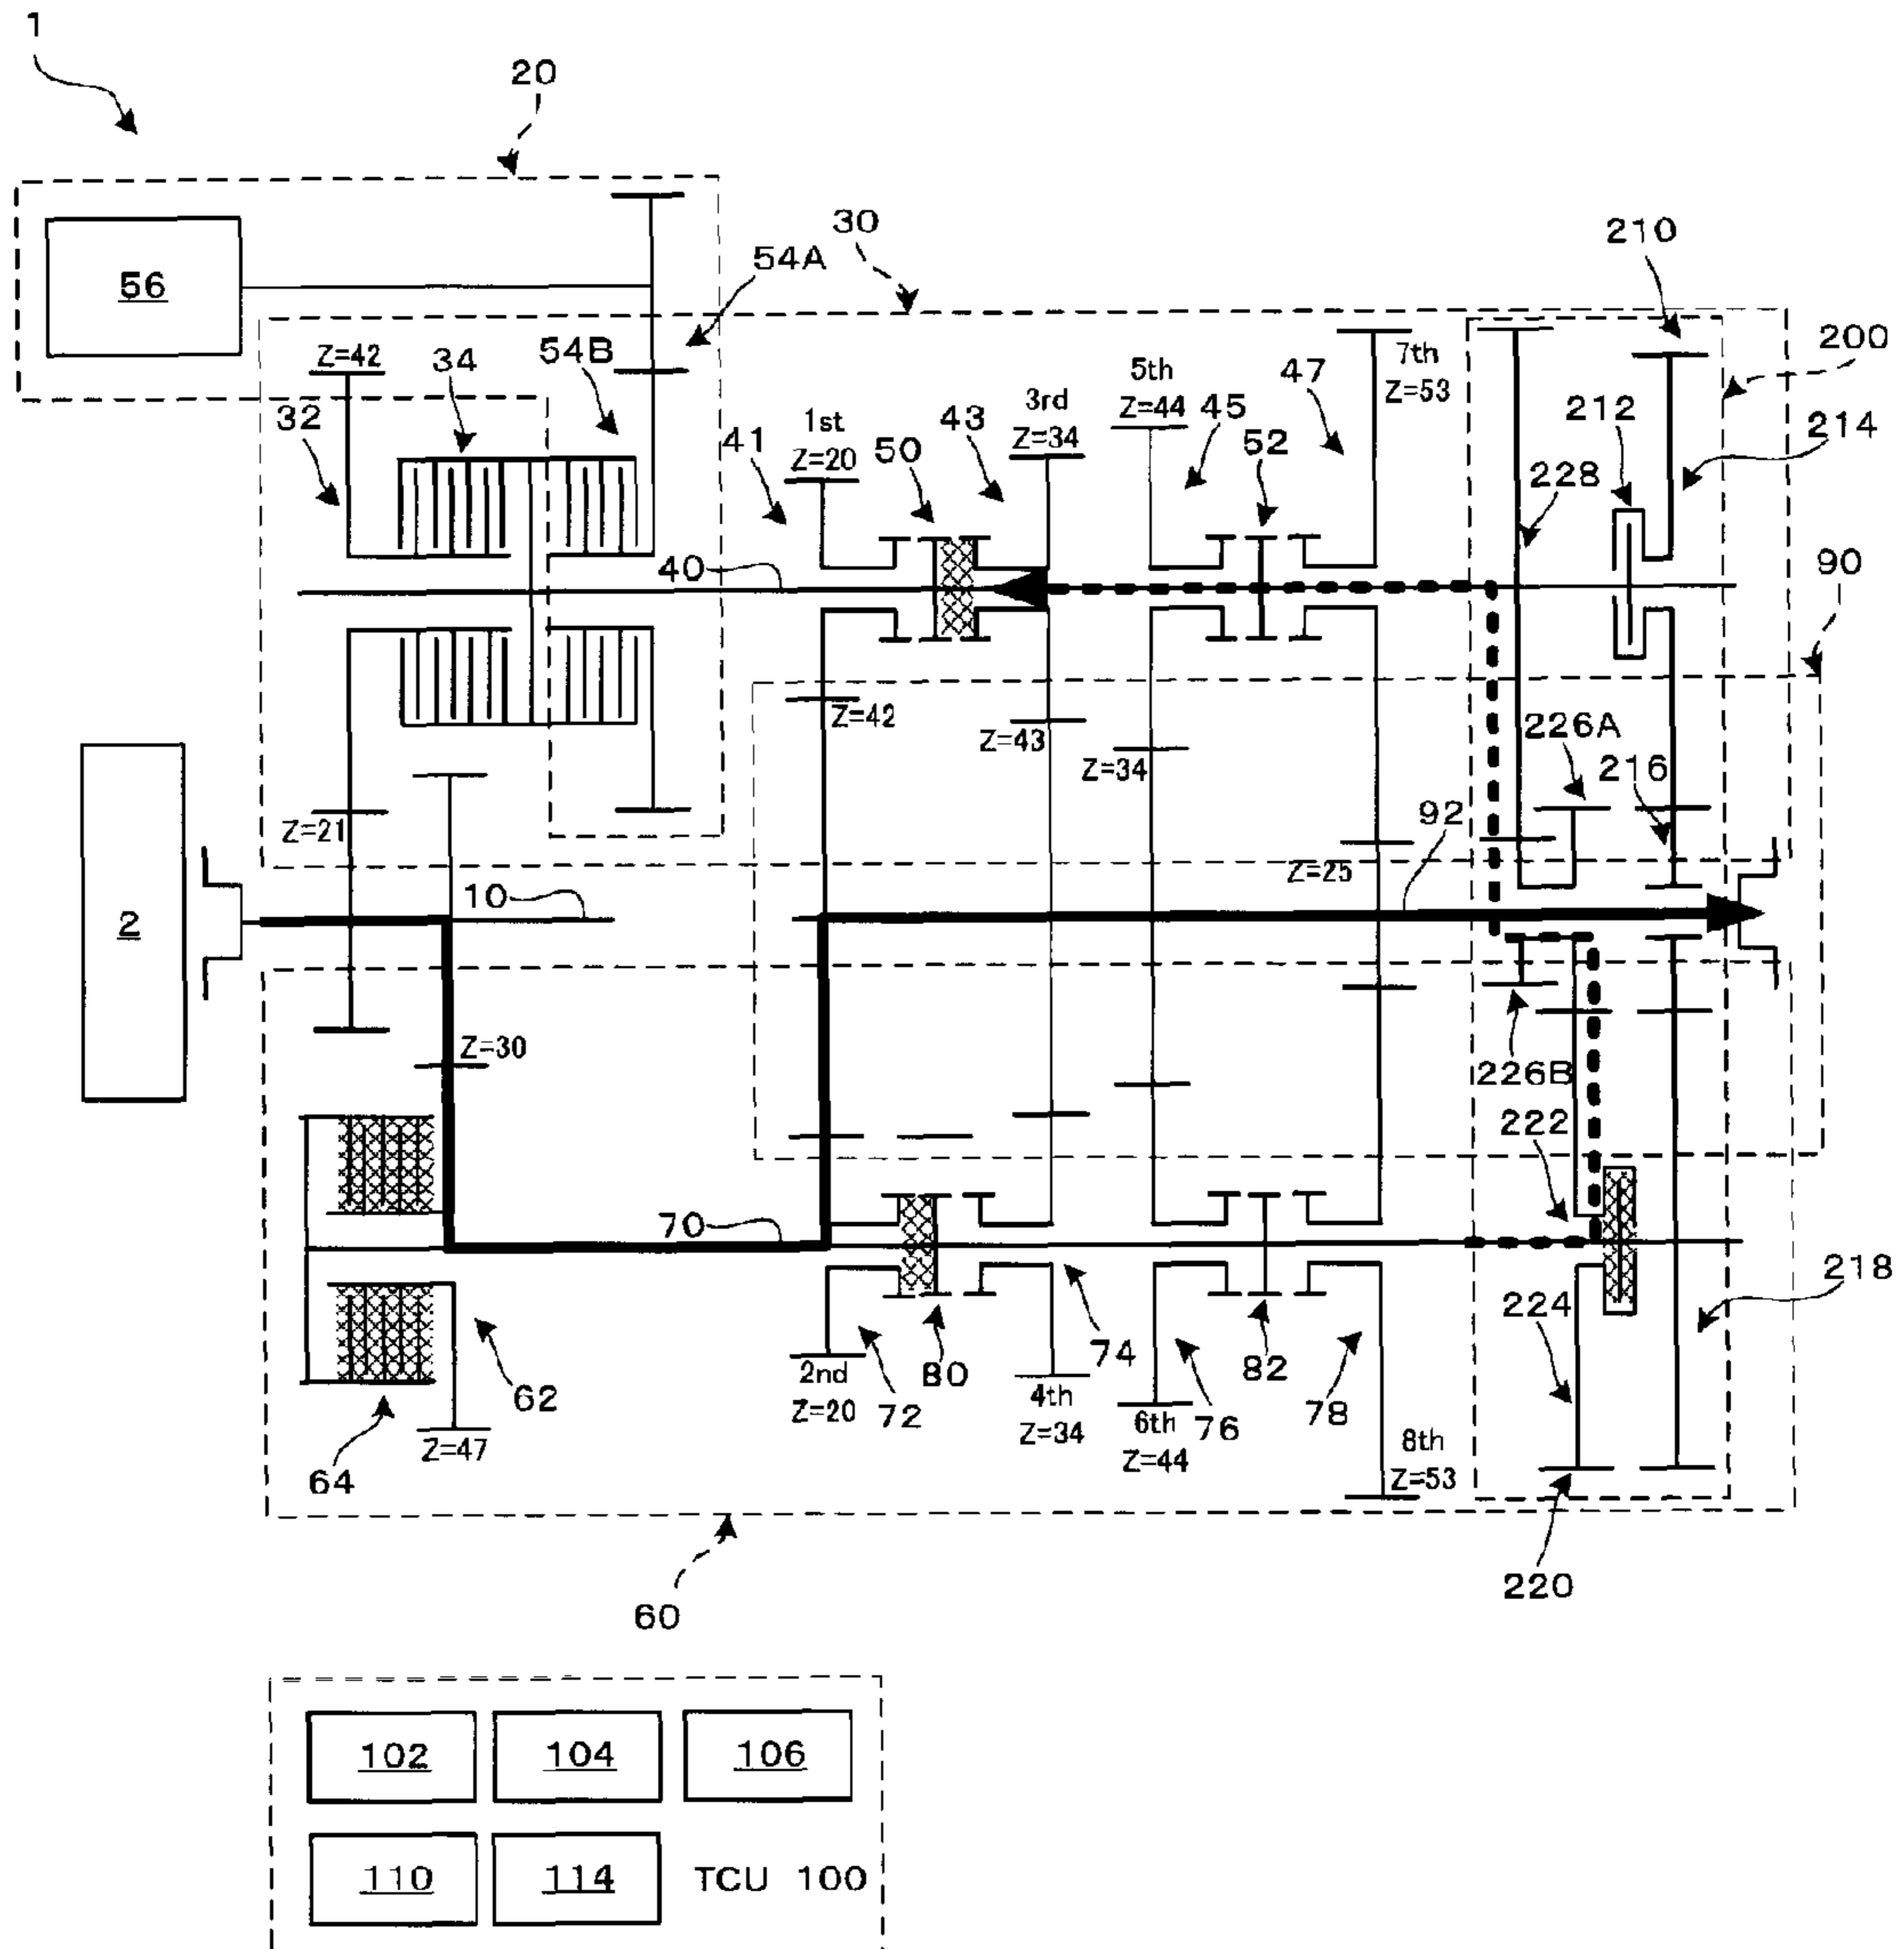 1
20
30
54A
210
56
54B
200
Z=42
34
5th
7th
Z=53
47
32
3rd
43
Z=44
45
212
214
1st
41
Z=20
Z=34
50
52
228
40
90
Z=42
Z=43
Z=34
226A
216
Z=21
92
Z=25
10
2
Z=30
226B
222
70
218
224
62
2nd
80
74
82
72
4th
6th
76
78
Z=20
Z=34
Z=44
8th
Z=53
Z=47
64
60
220
102
104
106
110
114
TCU 100